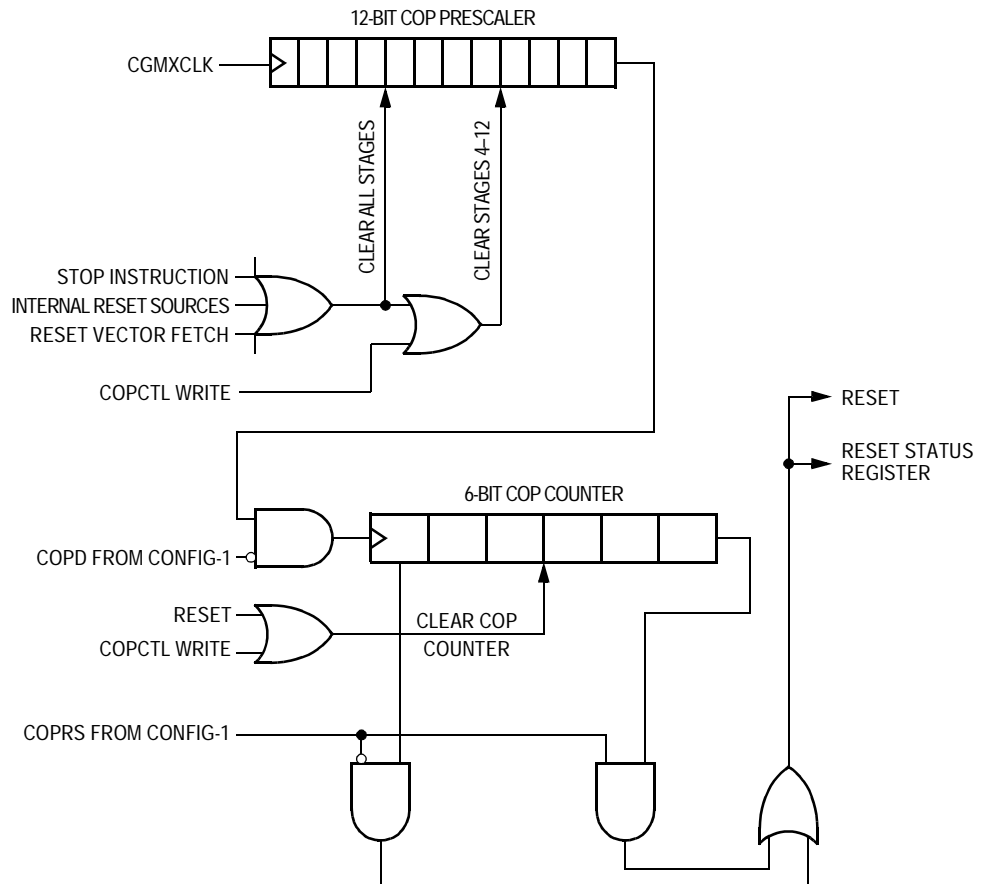 12-BIT COP PRESCALER
CGMXCLK
CLEAR ALL STAGES
CLEAR STAGES 4–12
STOP INSTRUCTION
INTERNAL RESET SOURCES
RESET VECTOR FETCH
COPCTL WRITE
RESET
RESET STATUS
REGISTER
6-BIT COP COUNTER
COPD FROM CONFIG-1
RESET
COPCTL WRITE
CLEAR COP
COUNTER
COPRS FROM CONFIG-1